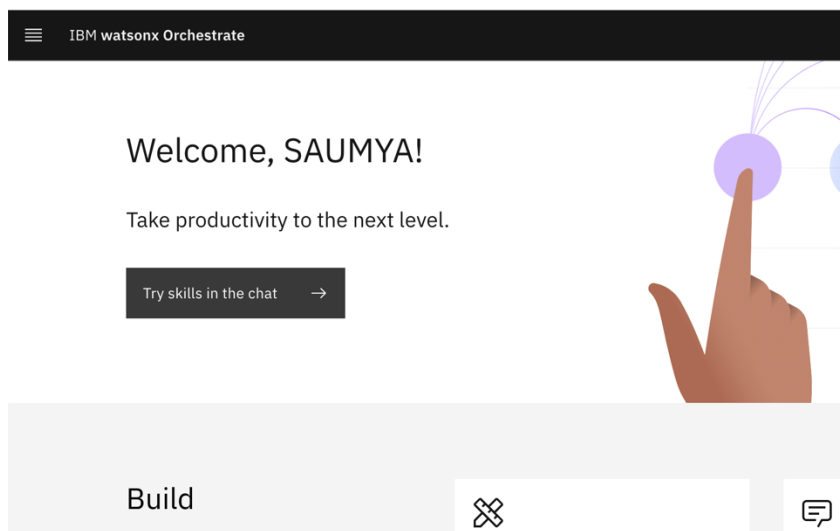 IBM watsonx Orchestrate
Welcome, SAUMYA!
Take productivity to the next level.
Try skills in the chat
Build